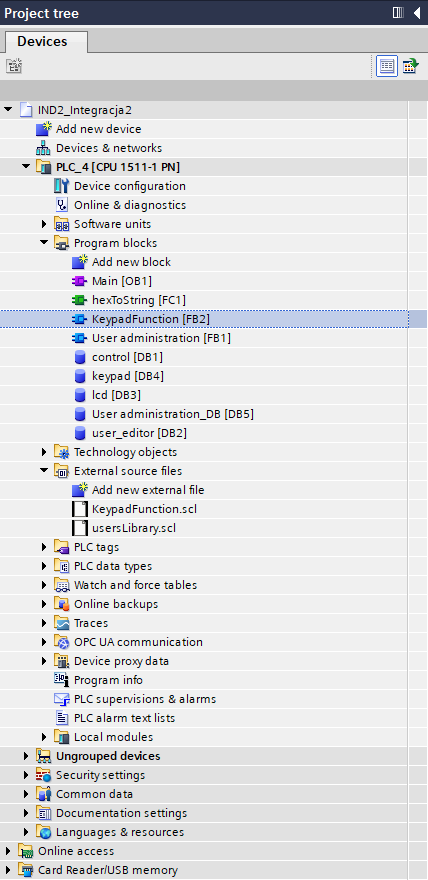 Project tree
Devices
IND2_Integracja2
Add new device
Devices & networks
PLC_4 [CPU 1511-1 PN]
Device configuration
Online & diagnostics
Software units
Program blocks
Add new block
Main [OB1]
hexToString [FC1]
KeypadFunction [FB2]
User administration [FB1]
control [DB1]
keypad [DB4]
lcd [DB3]
User administration_DB [DB5]
user_editor [DB2]
Technology objects
External source files
Add new external file
KeypadFunction.scl
usersLibrary.scl
PLC tags
PLC data types
Watch and force tables
Online backups
Traces
OPC UA communication
Device proxy data
Program info
PLC supervisions & alarms
PLC alarm text lists
Local modules
Ungrouped devices
Security settings
Common data
Documentation settings
Languages & resources
Online access
Card Reader/USB memory